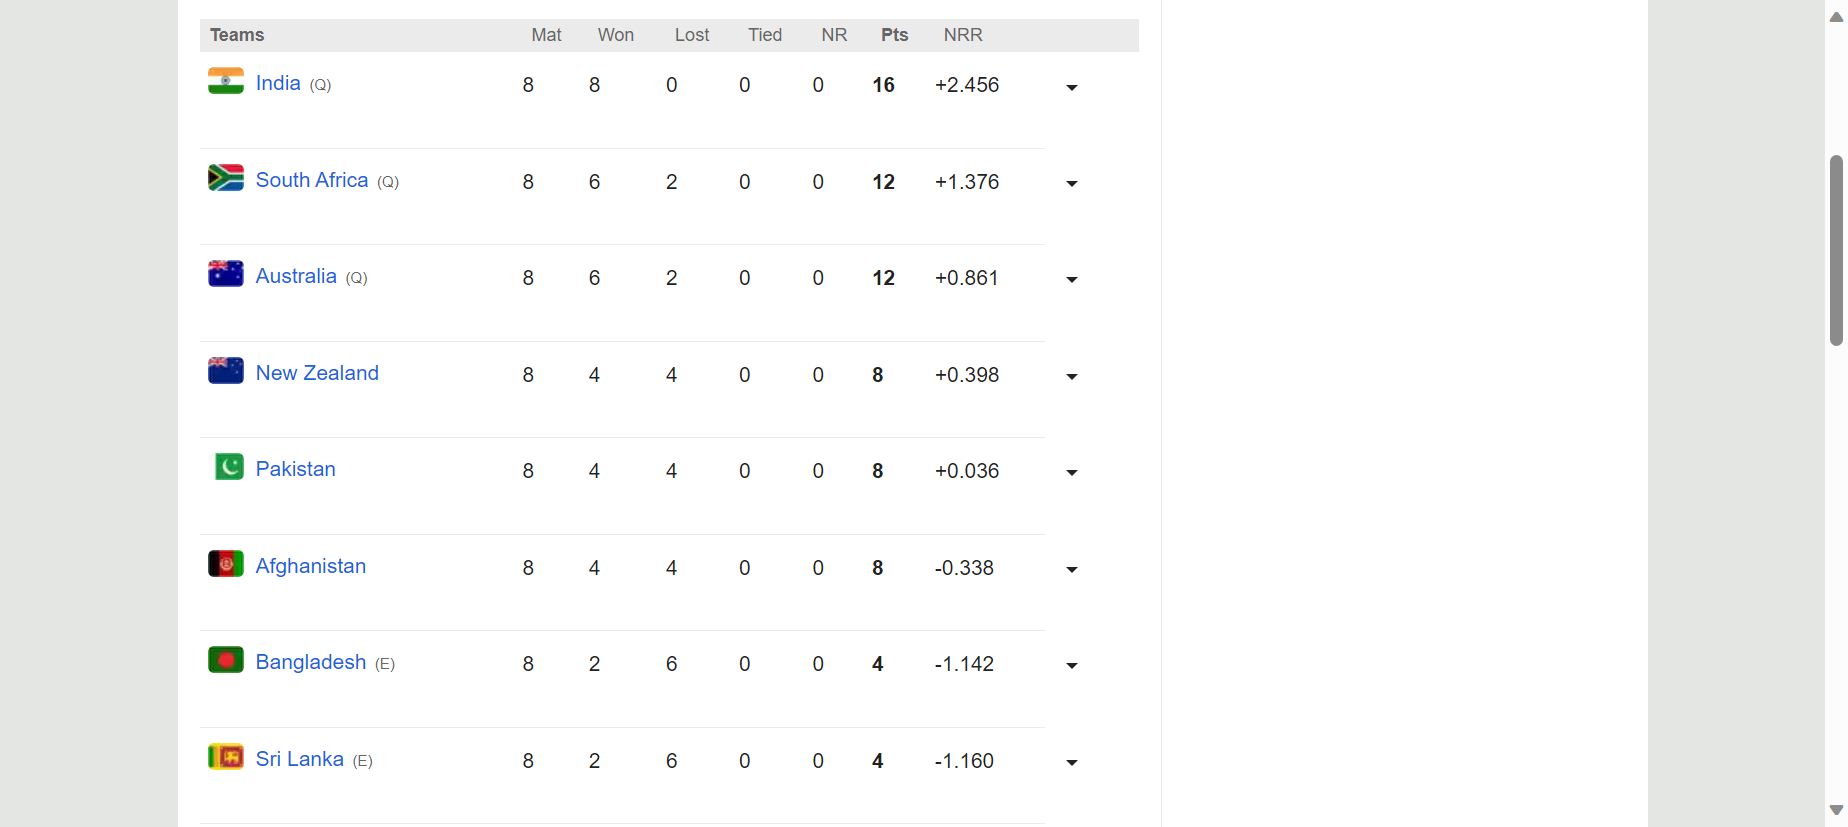 Teams Mat Won Lost Tied NR Pts NRR
India (Q) 8 8 0 0 0 16 +2.456
South Africa (Q) 8 6 2 0 0 12 +1.376
Australia (Q) 8 6 2 0 0 12 +0.861
New Zealand 8 4 4 0 0 8 +0.398
Pakistan 8 4 4 0 0 8 +0.036
Afghanistan 8 4 4 0 0 8 -0.338
Bangladesh (E) 8 2 6 0 0 4 -1.142
Sri Lanka (E) 8 2 6 0 0 4 -1.160